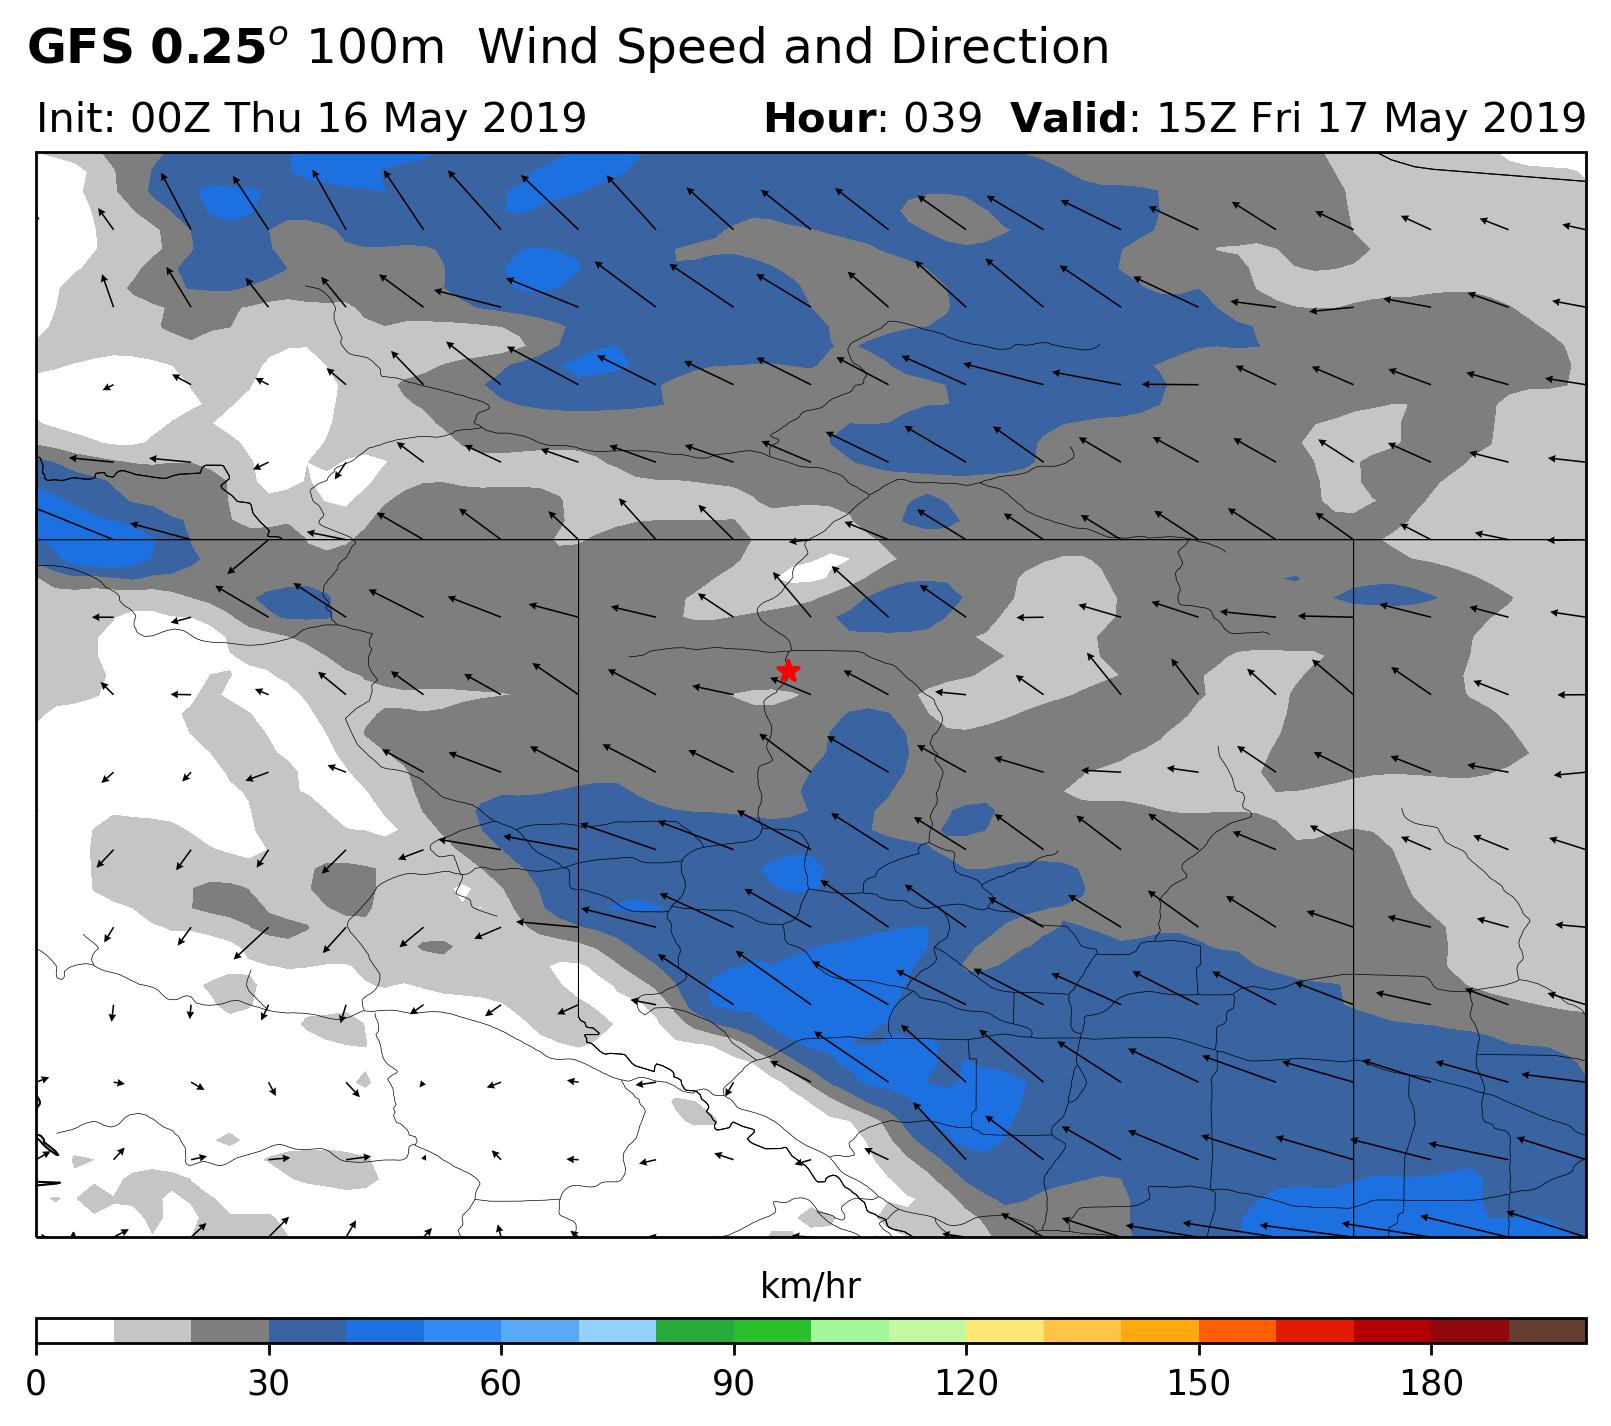 GFS 0.25° 100m Wind Speed and Direction
Init: 00Z Thu 16 May 2019 Hour: 039 Valid: 15Z Fri 17 May 2019
km/hr
0 30 60 90 120 150 180